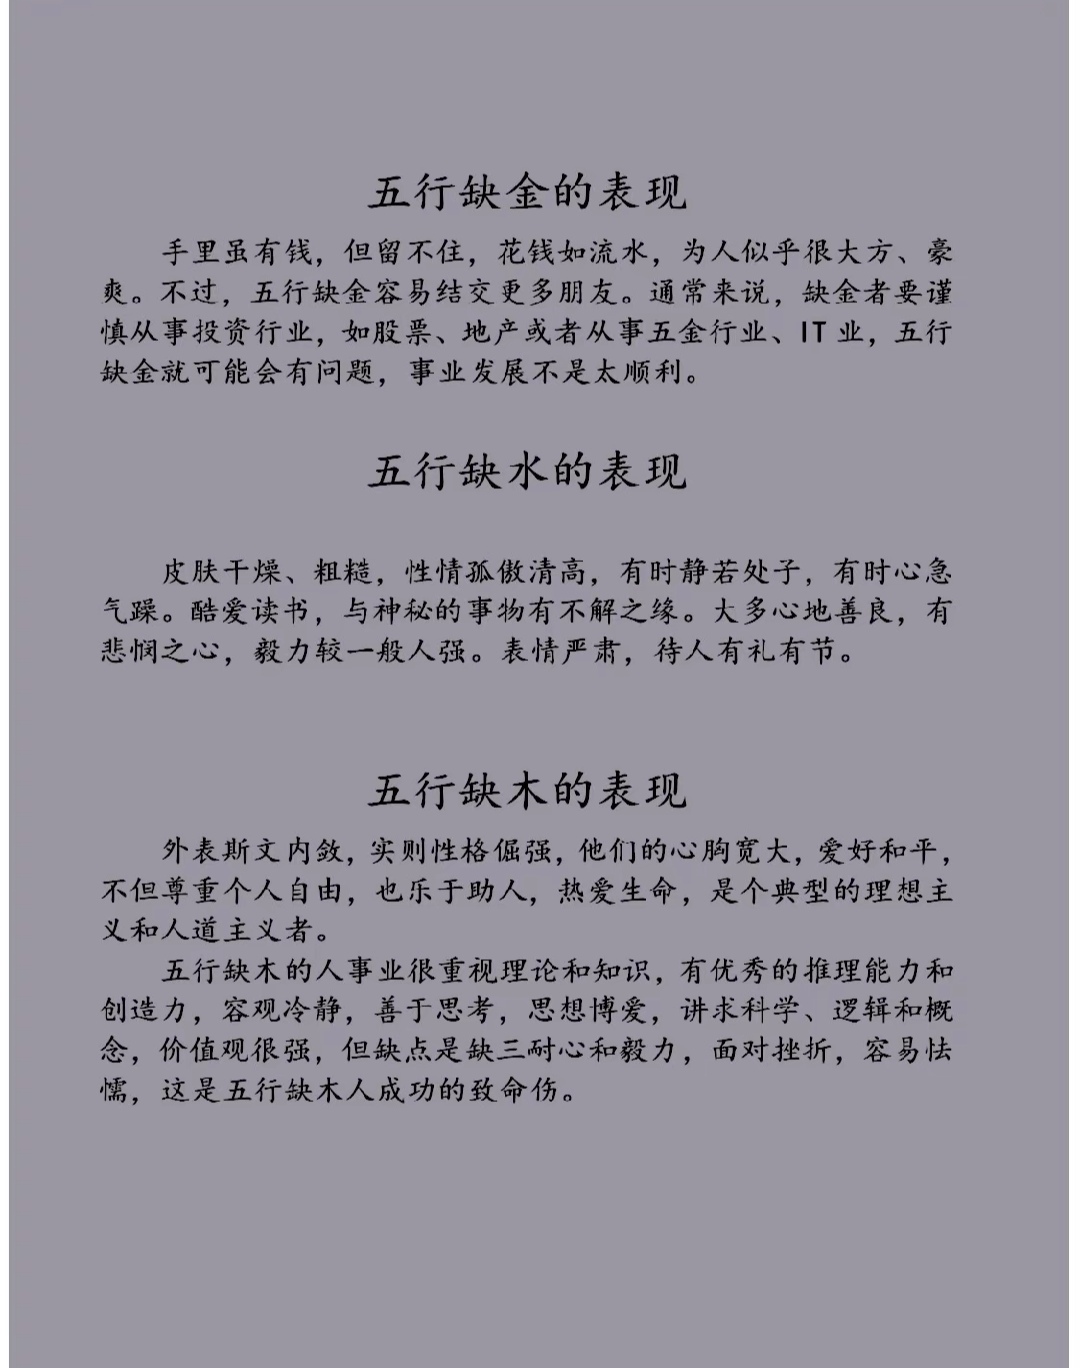 五行缺金的表现
手里虽有钱，但留不住，花钱如流水，为人似乎很大方、豪
爽。不过，五行缺金容易结交更多朋友。通常来说，缺金者要谨
慎从事投资行业，如股票、地产或者从事五金行业、IT 业，五行
缺金就可能会有问题，事业发展不是太顺利。
五行缺水的表现
皮肤干燥、粗糙，性情孤傲清高，有时静若处子，有时心急
气躁。酷爱读书，与神秘的事物有不解之缘。大多心地善良，有
悲悯之心，毅力较一般人强。表情严肃，待人有礼有节。
五行缺木的表现
外表斯文内敛，实则性格倔强，他们的心胸宽大，爱好和平，
不但尊重个人自由，也乐于助人，热爱生命，是个典型的理想主
义和人道主义者。
五行缺木的人事业很重视理论和知识，有优秀的推理能力和
创造力，容观冷静，善于思考，思想博爱，讲求科学、逻辑和概
念，价值观很强，但缺点是缺三耐心和毅力，面对挫折，容易怯
懦，这是五行缺木人成功的致命伤。